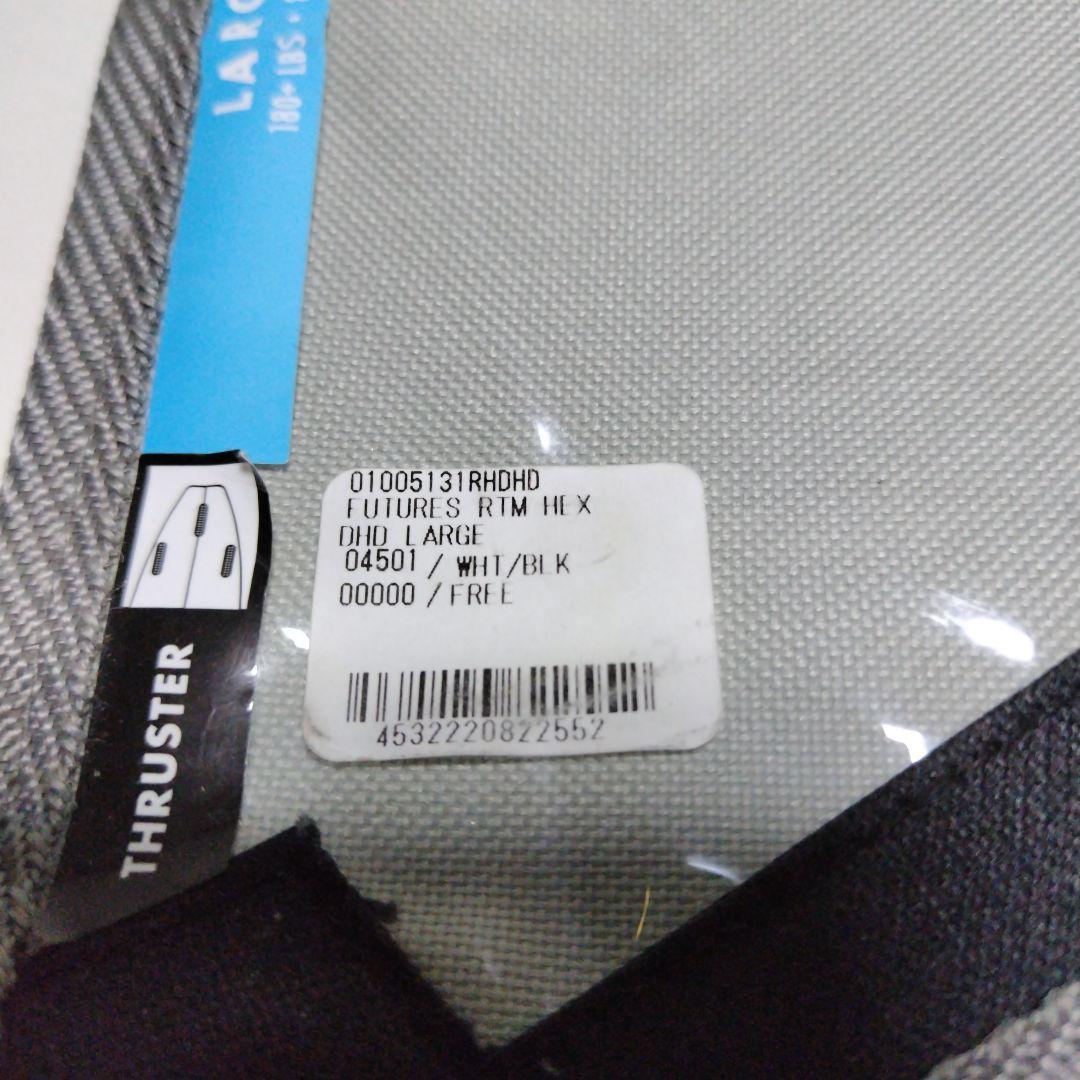 180+ LBS
01005131RHDHD
FUTURES RTM HEX
DHD LARGE
04501 / WHT/BLK
00000 / FREE
4532220822552
THRUSTER